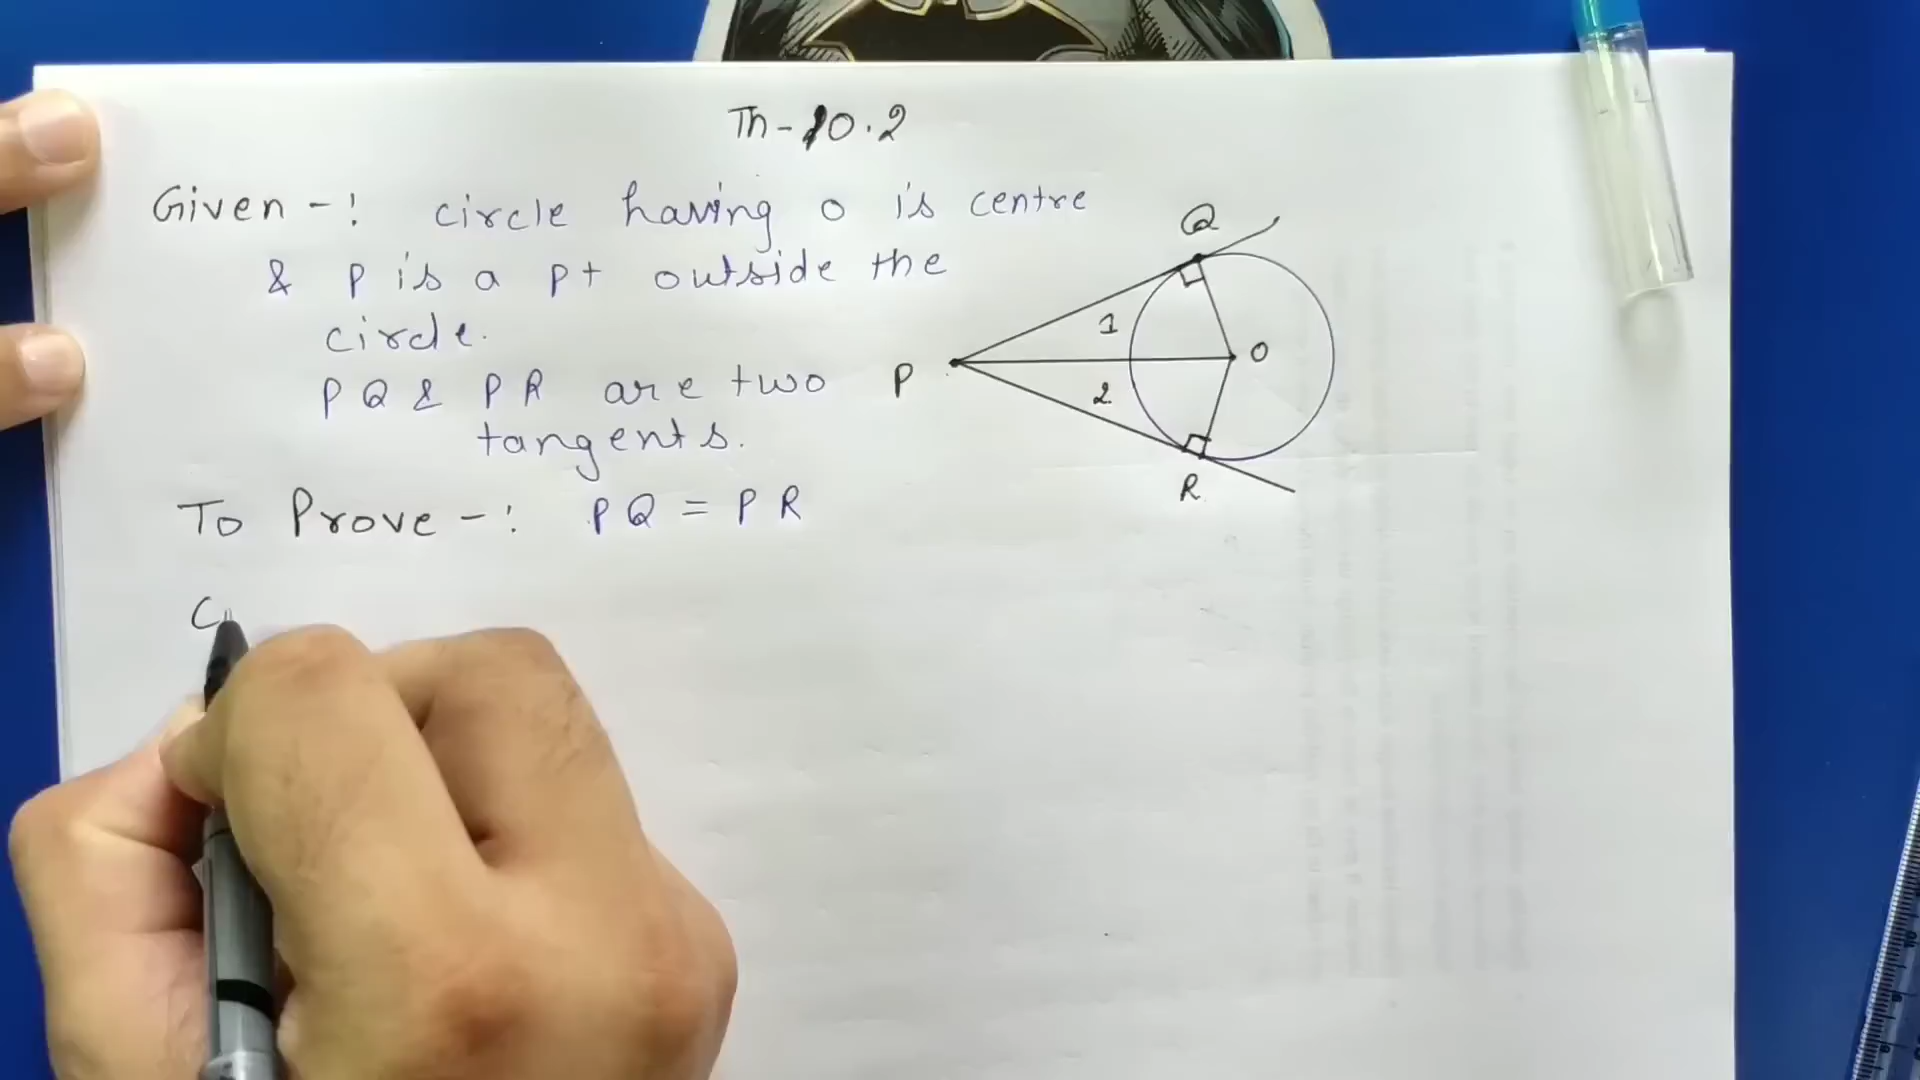 Th-10.2
Given -: circle having o is centre
& P is a pt outside the
circle.
PQ & PR are two
tangents.
To Prove -: PQ = PR
Q
1
O
P
2
R